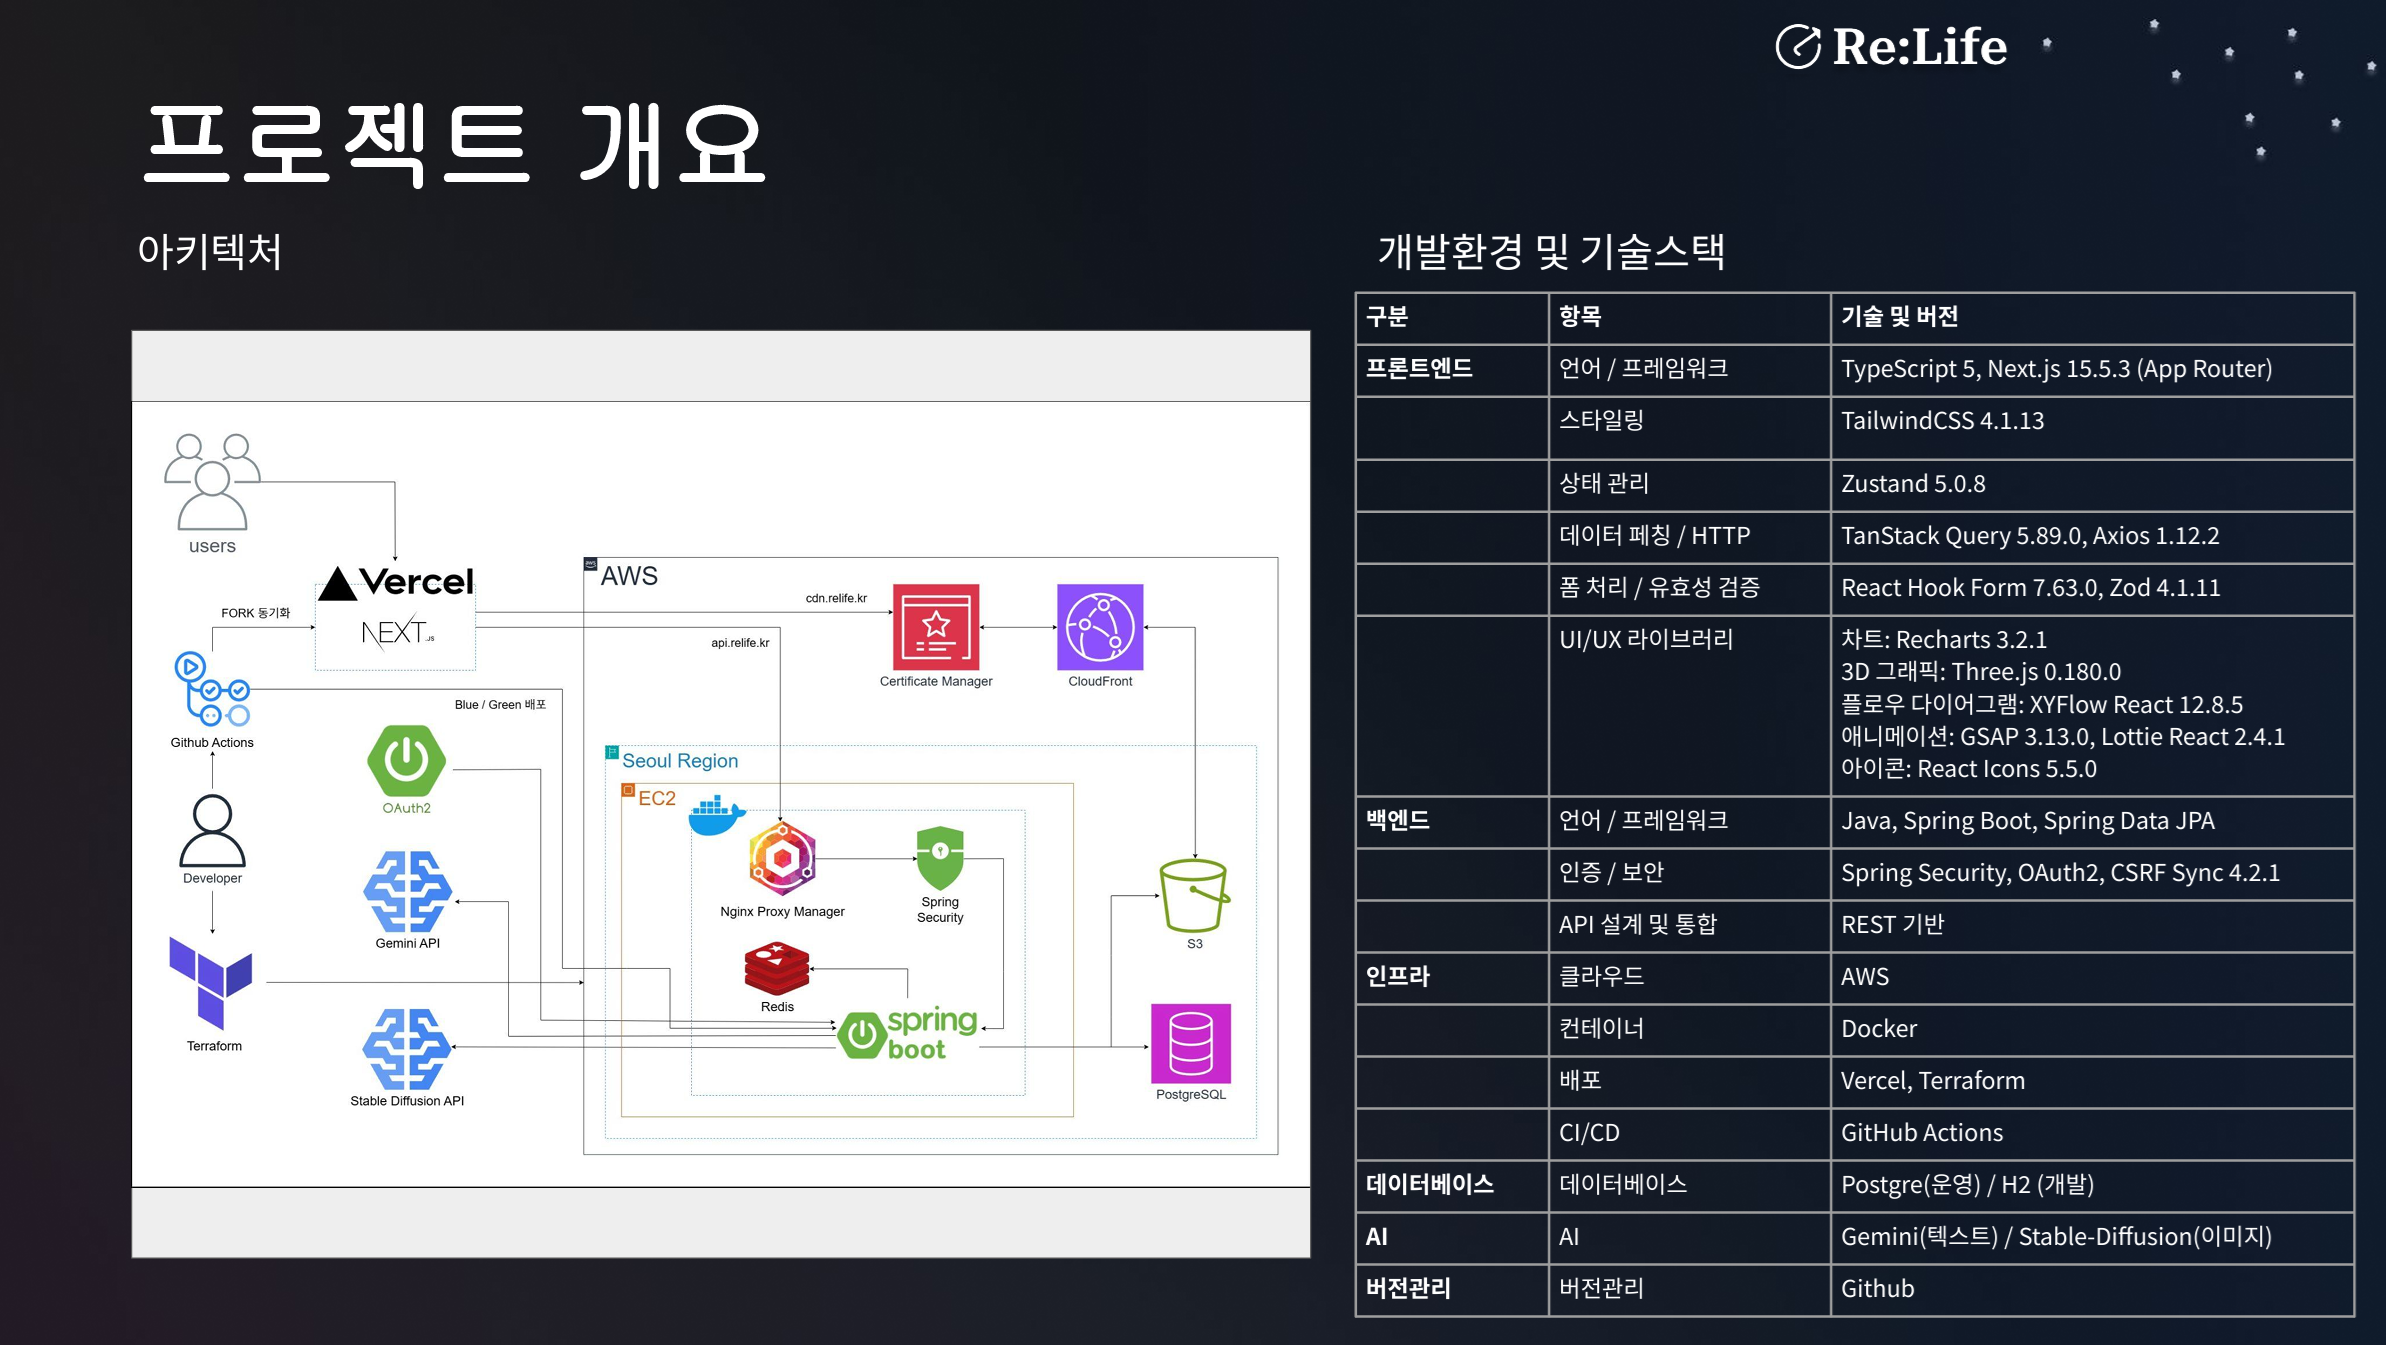 Re:Life
프로젝트 개요
아키텍처
users
Vercel
NEXT.JS
FORK 동기화
Github Actions
Blue / Green 배포
OAuth2
Developer
Gemini API
Terraform
Stable Diffusion API
aws
AWS
cdn.relife.kr
api.relife.kr
Certificate Manager
CloudFront
Seoul Region
EC2
Nginx Proxy Manager
Spring
Security
Redis
spring
boot
S3
PostgreSQL
개발환경 및 기술스택
구분 항목 기술 및 버전
프론트엔드 언어 / 프레임워크 TypeScript 5, Next.js 15.5.3 (App Router)
스타일링 TailwindCSS 4.1.13
상태 관리 Zustand 5.0.8
데이터 페칭 / HTTP TanStack Query 5.89.0, Axios 1.12.2
폼 처리 / 유효성 검증 React Hook Form 7.63.0, Zod 4.1.11
UI/UX 라이브러리 차트: Recharts 3.2.1
3D 그래픽: Three.js 0.180.0
플로우 다이어그램: XYFlow React 12.8.5
애니메이션: GSAP 3.13.0, Lottie React 2.4.1
아이콘: React Icons 5.5.0
백엔드 언어 / 프레임워크 Java, Spring Boot, Spring Data JPA
인증 / 보안 Spring Security, OAuth2, CSRF Sync 4.2.1
API 설계 및 통합 REST 기반
인프라 클라우드 AWS
컨테이너 Docker
배포 Vercel, Terraform
CI/CD GitHub Actions
데이터베이스 데이터베이스 Postgre(운영) / H2 (개발)
AI AI Gemini(텍스트) / Stable-Diffusion(이미지)
버전관리 버전관리 Github